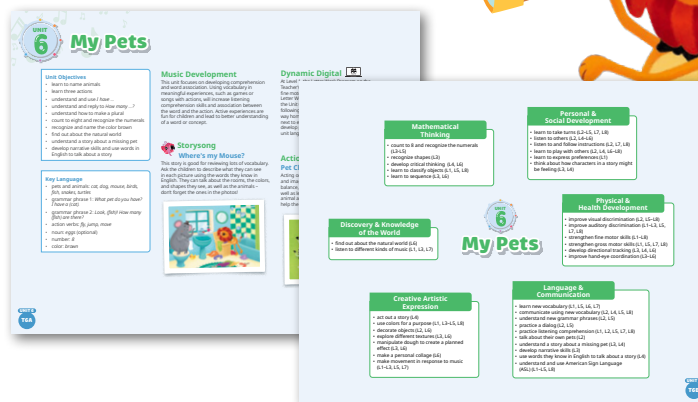 UNIT
6
My Pets
Unit Objectives
• learn to name animals
• learn three actions
• understand and use I have ...
• understand and reply to How many ...?
• understand how to make a plural
• count to eight and recognize the numerals
• recognize and name the color brown
• find out about the natural world
• understand a story about a missing pet
• develop narrative skills and use words in
English to talk about a story
Key Language
• pets and animals: cat, dog, mouse, birds,
fish, snakes, turtles
• grammar phrase 1: What pet do you have?
I have a (cat)
• grammar phrase 2: Look, (fish)! How many
(fish) are there?
• action verbs: fly, jump, move
• noun: eggs (optional)
• number: 8
• color: brown
Music Development
This unit focuses on developing comprehension
and word association. Using vocabulary in
meaningful experiences, such as games or
songs with actions, will increase listening
comprehension skills and association between
the word and the action. Active experiences are
fun for children and lead to better understanding
of a word or concept.
Storysong
Where's my Mouse?
This story is good for reviewing lots of vocabulary.
Ask the children to describe what they can see
in each picture using the words they know in
English. They can talk about the rooms, the colors,
and shapes they see, as well as the animals –
don't forget the ones in the photos!
Dynamic Digital
UNIT 6
TEA
Mathematical
Thinking
• count to 8 and recognize the numerals
(L3–L5)
• recognize shapes (L3)
• develop critical thinking (L4, L6)
• learn to classify objects (L1, L5, L8)
• learn to sequence (L3, L6)
Personal &
Social Development
• learn to take turns (L2–L5, L7, L8)
• listen to others (L2, L4–L6)
• listen to and follow instructions (L2, L7, L8)
• learn to play with others (L2, L4, L6–L8)
• learn to express preferences (L1)
• think about how characters in a story might
be feeling (L3, L4)
Discovery & Knowledge
of the World
• find out about the natural world (L6)
• listen to different kinds of music (L1, L3, L7)
My Pets
Physical &
Health Development
• improve visual discrimination (L2, L5–L8)
• improve auditory discrimination (L1–L3, L5,
L7, L8)
• strengthen fine motor skills (L1–L8)
• strengthen gross motor skills (L1, L5, L7, L8)
• develop directional tracking (L3, L4, L6)
• improve hand-eye coordination (L3–L6)
Creative Artistic
Expression
• act out a story (L4)
• use colors for a purpose (L1, L3–L5, L8)
• decorate objects (L2, L6)
• explore different textures (L3, L6)
• manipulate dough to create a planned
effect (L3, L6)
• make a personal collage (L6)
• make movement in response to music
(L1–L3, L5, L7)
Language &
Communication
• learn new vocabulary (L1, L5, L6, L7)
• communicate using new vocabulary (L2, L4, L5, L8)
• understand new grammar phrases (L2, L5)
• practice a dialog (L2, L5)
• practice listening comprehension (L1, L2, L5, L7, L8)
• talk about their own pets (L2)
• understand a story about a missing pet (L3, L4)
• develop narrative skills (L3)
• use words they know in English to talk about a story (L4)
• understand and use American Sign Language
(ASL) (L1–L5, L8)